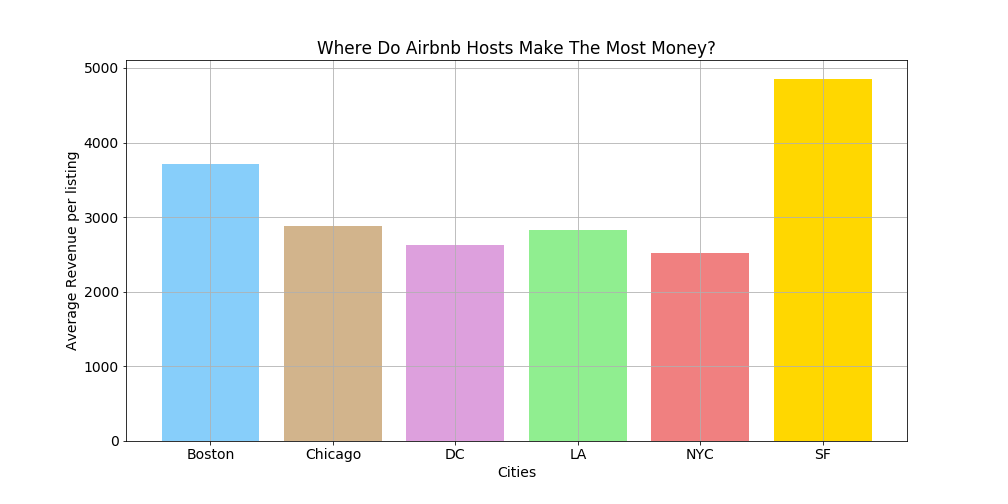 Where Do Airbnb Hosts Make The Most Money?
Average Revenue per listing
5000
4000
3000
2000
1000
0
Boston Chicago DC LA NYC SF
Cities